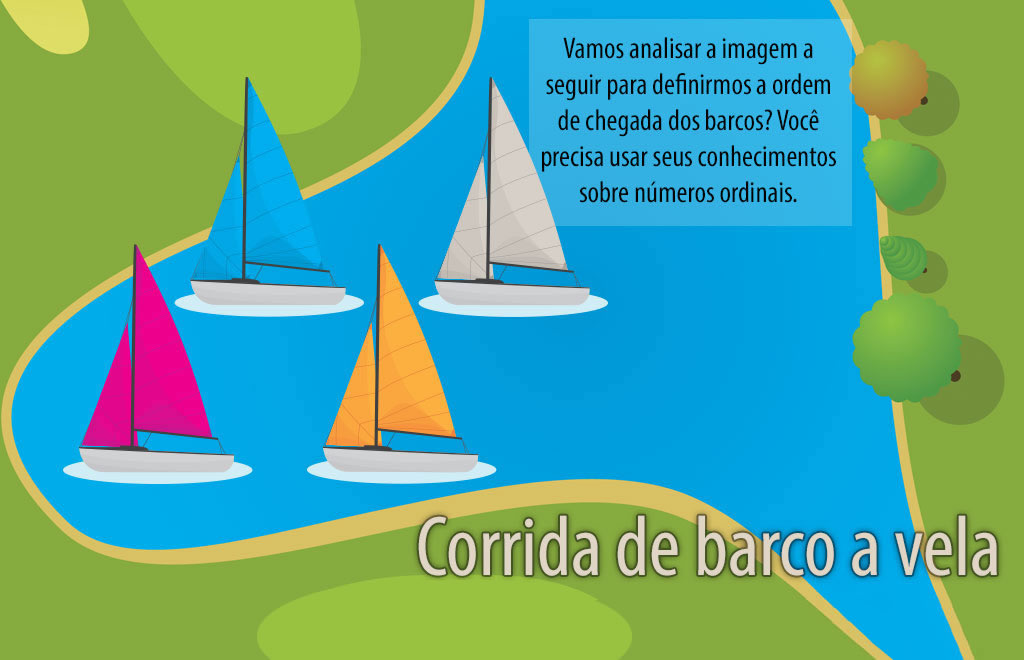 Vamos analisar a imagem a
seguir para definirmos a ordem
de chegada dos barcos? Você
precisa usar seus conhecimentos
sobre números ordinais.
Corrida de barco a vela